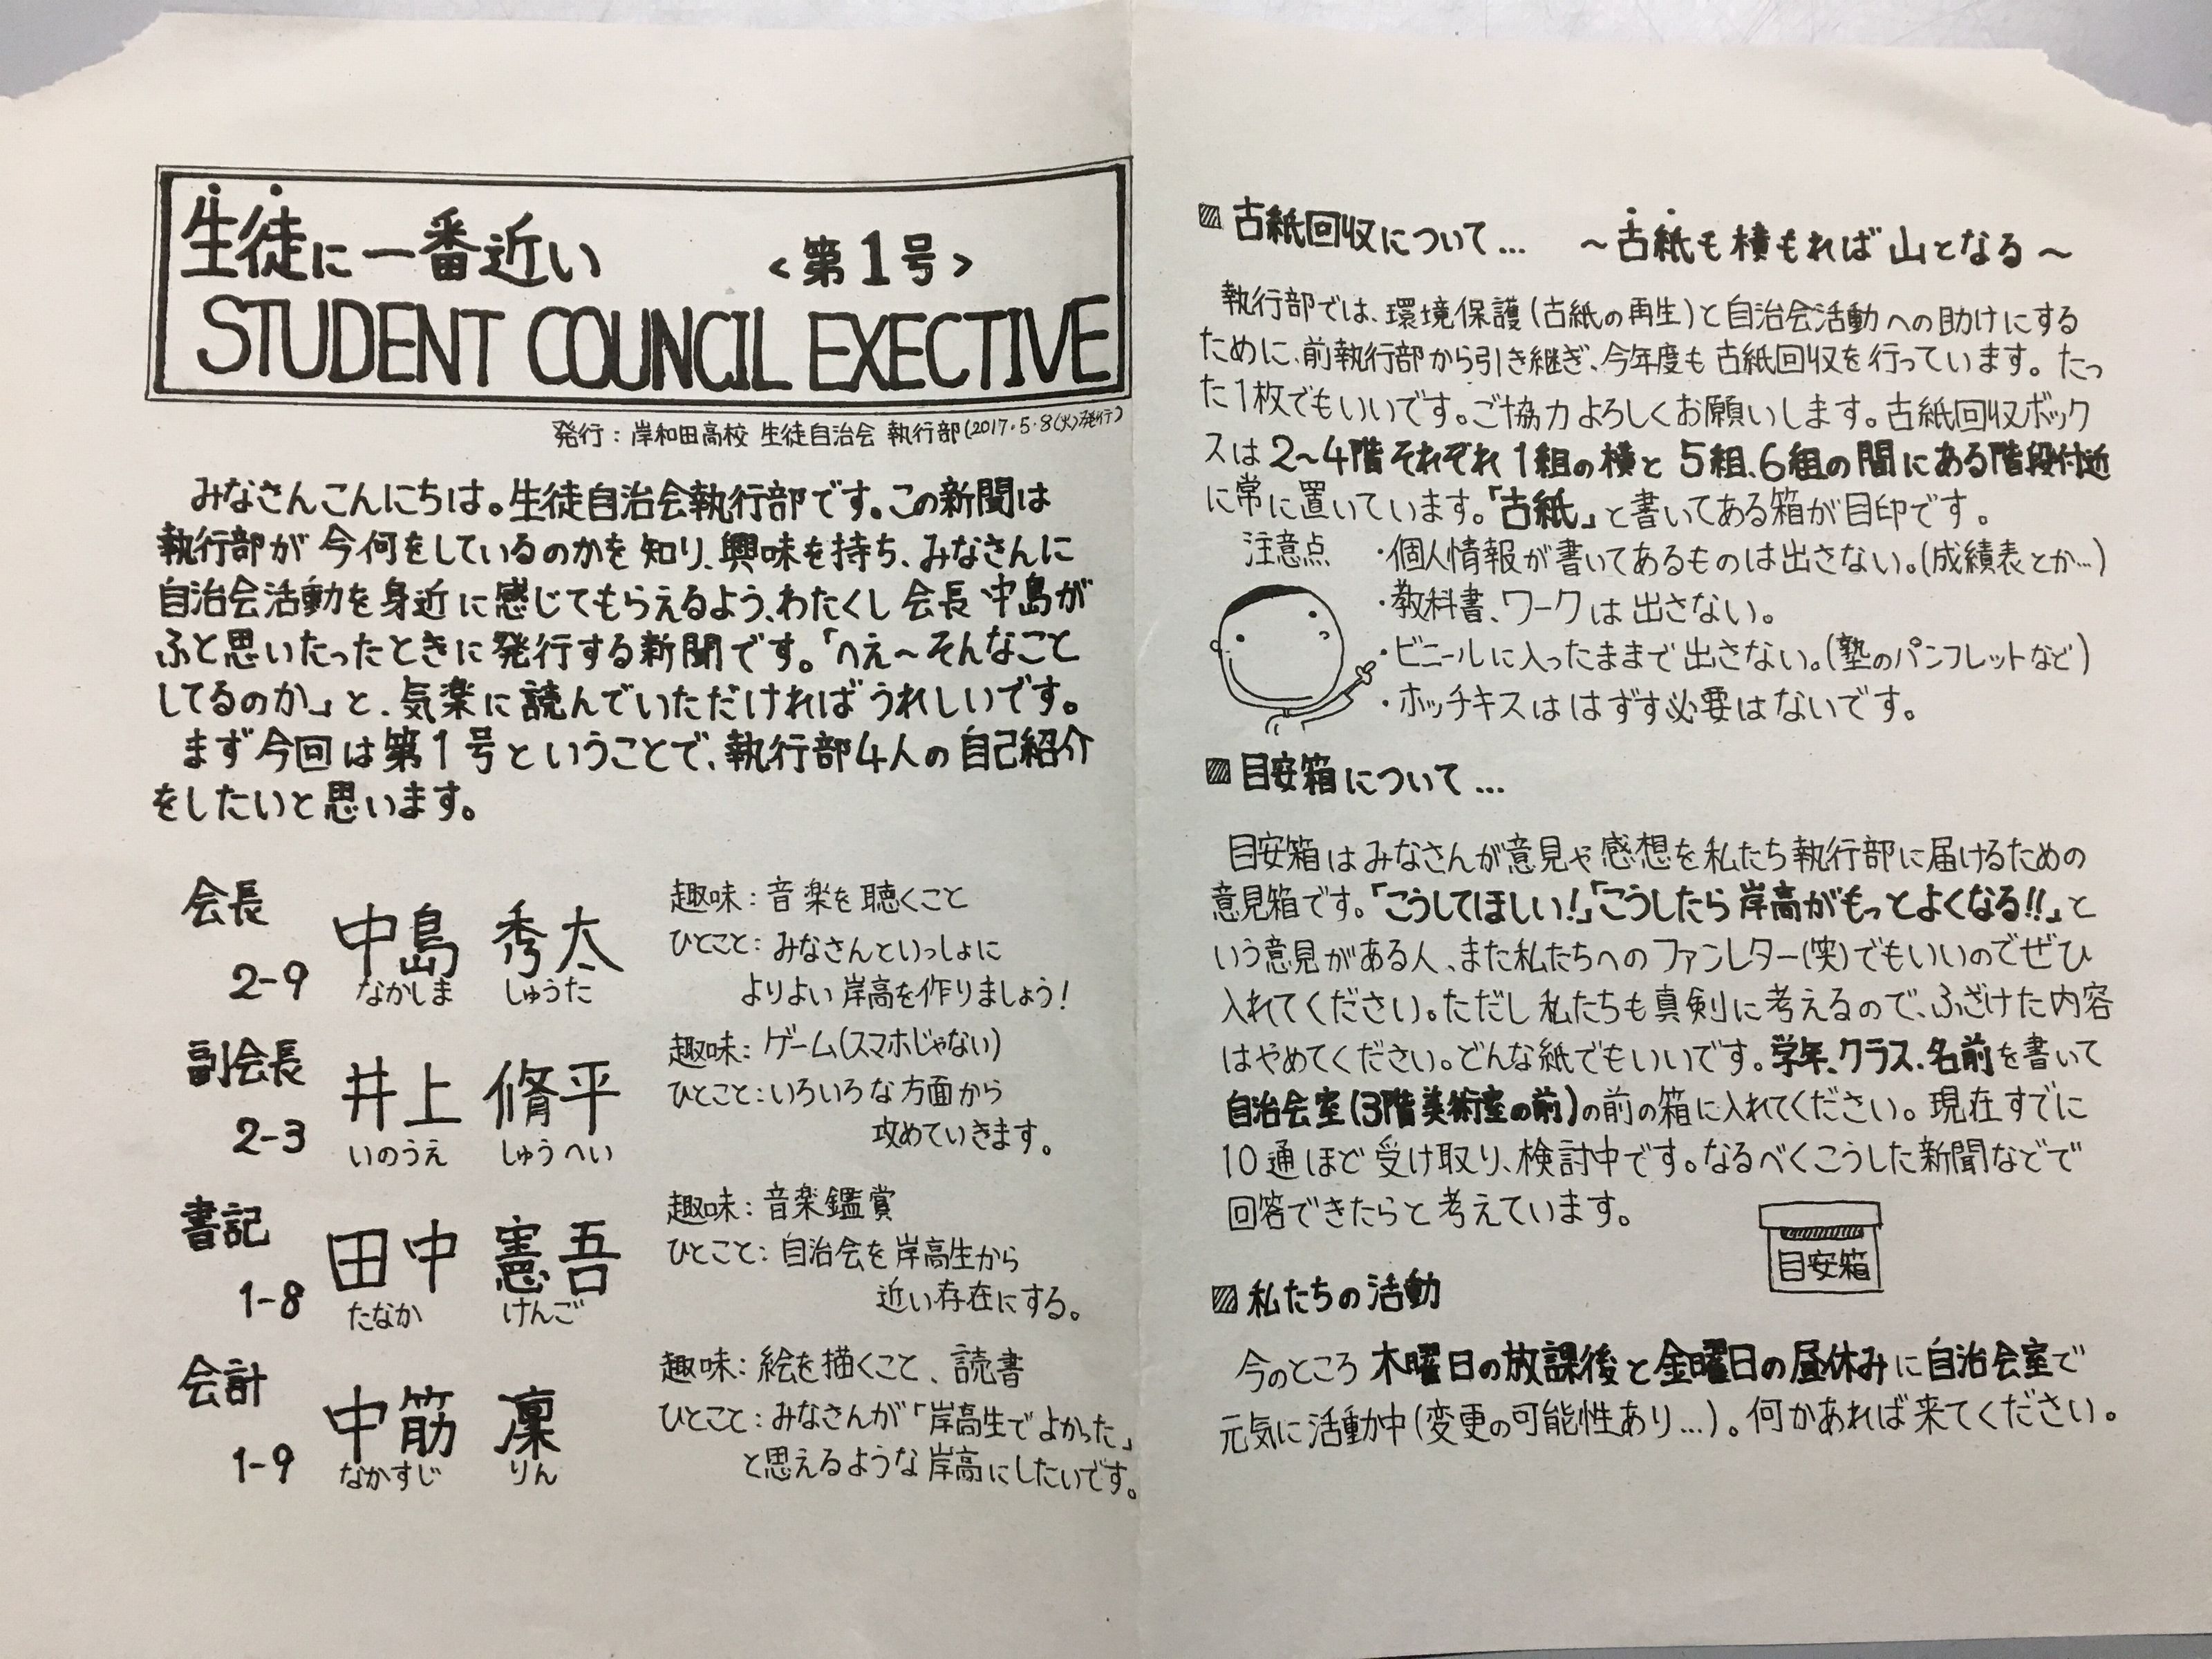 生徒に一番近い <第1号>
STUDENT COUNCIL EXECTIVE
発行：岸和田高校 生徒自治会 執行部(2017.5.8(火)発行)
みなさんこんにちは。生徒自治会執行部です。この新聞は
執行部が今何をしているのかを知り、興味を持ち、みなさんに
自治会活動を身近に感じてもらえるよう、わたくし会長 中島が
ふと思いたったときに発行する新聞です。「へえ〜そんなこと
してるのか」と、気楽に読んでいただければうれしいです。
まず今回は第1号ということで、執行部4人の自己紹介
をしたいと思います。
会長
2-9
中島 秀太
なかしま しゅうた
趣味：音楽を聴くこと
ひとこと：みなさんといっしょに
よりよい岸高を作りましょう！
副会長
2-3
井上 脩平
いのうえ しゅうへい
趣味：ゲーム(スマホじゃない)
ひとこと：いろいろな方面から
攻めていきます。
書記
1-8
田中 憲吾
たなか けんご
趣味：音楽鑑賞
ひとこと：自治会を岸高生から
近い存在にする。
会計
1-9
中筋 凜
なかすじ りん
趣味：絵を描くこと、読書
ひとこと：みなさんが「岸高生でよかった」
と思えるような岸高にしたいです。
古紙回収について… 〜古紙も積もれば山となる〜
執行部では、環境保護(古紙の再生)と自治会活動への助けにする
ために、前執行部から引き継ぎ、今年度も古紙回収を行っています。たっ
た1枚でもいいです。ご協力よろしくお願いします。古紙回収ボック
スは2〜4階それぞれ1組の横と5組、6組の間にある階段付近
に常に置いています。「古紙」と書いてある箱が目印です。
注意点 ・個人情報が書いてあるものは出さない。(成績表とか…)
・教科書、ワークは出さない。
・ビニールに入ったままで出さない。(塾のパンフレットなど)
・ホッチキスははずす必要はないです。
目安箱について…
目安箱はみなさんが意見や感想を私たち執行部に届けるための
意見箱です。「こうしてほしい！」「こうしたら岸高がもっとよくなる!!」と
いう意見がある人、また私たちへのファンレター(笑)でもいいのでぜひ
入れてください。ただし私たちも真剣に考えるので、ふざけた内容
はやめてください。どんな紙でもいいです。学年、クラス、名前を書いて
自治会室(3階美術室の前)の前の箱に入れてください。現在すでに
10通ほど受け取り、検討中です。なるべくこうした新聞などで
回答できたらと考えています。
目安箱
私たちの活動
今のところ木曜日の放課後と金曜日の昼休みに自治会室で
元気に活動中(変更の可能性あり…)。何かあれば来てください。